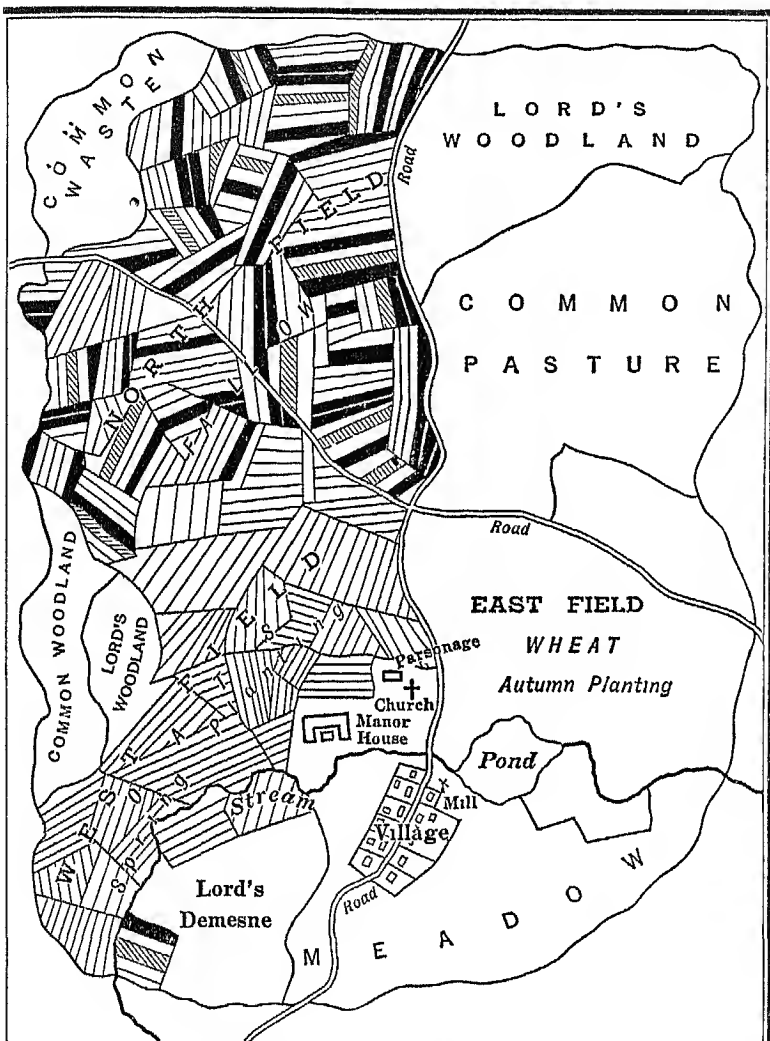 COMMON
WASTE
LORD'S
WOODLAND
Road
NORTH FIELD
FALLOW
COMMON
PASTURE
Road
COMMON WOODLAND
LORD'S
WOODLAND
WEST FIELD
OATS
Spring Planting
EAST FIELD
WHEAT
Autumn Planting
Parsonage
Church
Manor
House
Pond
Stream
Mill
Village
Lord's
Demesne
Road
MEADOW